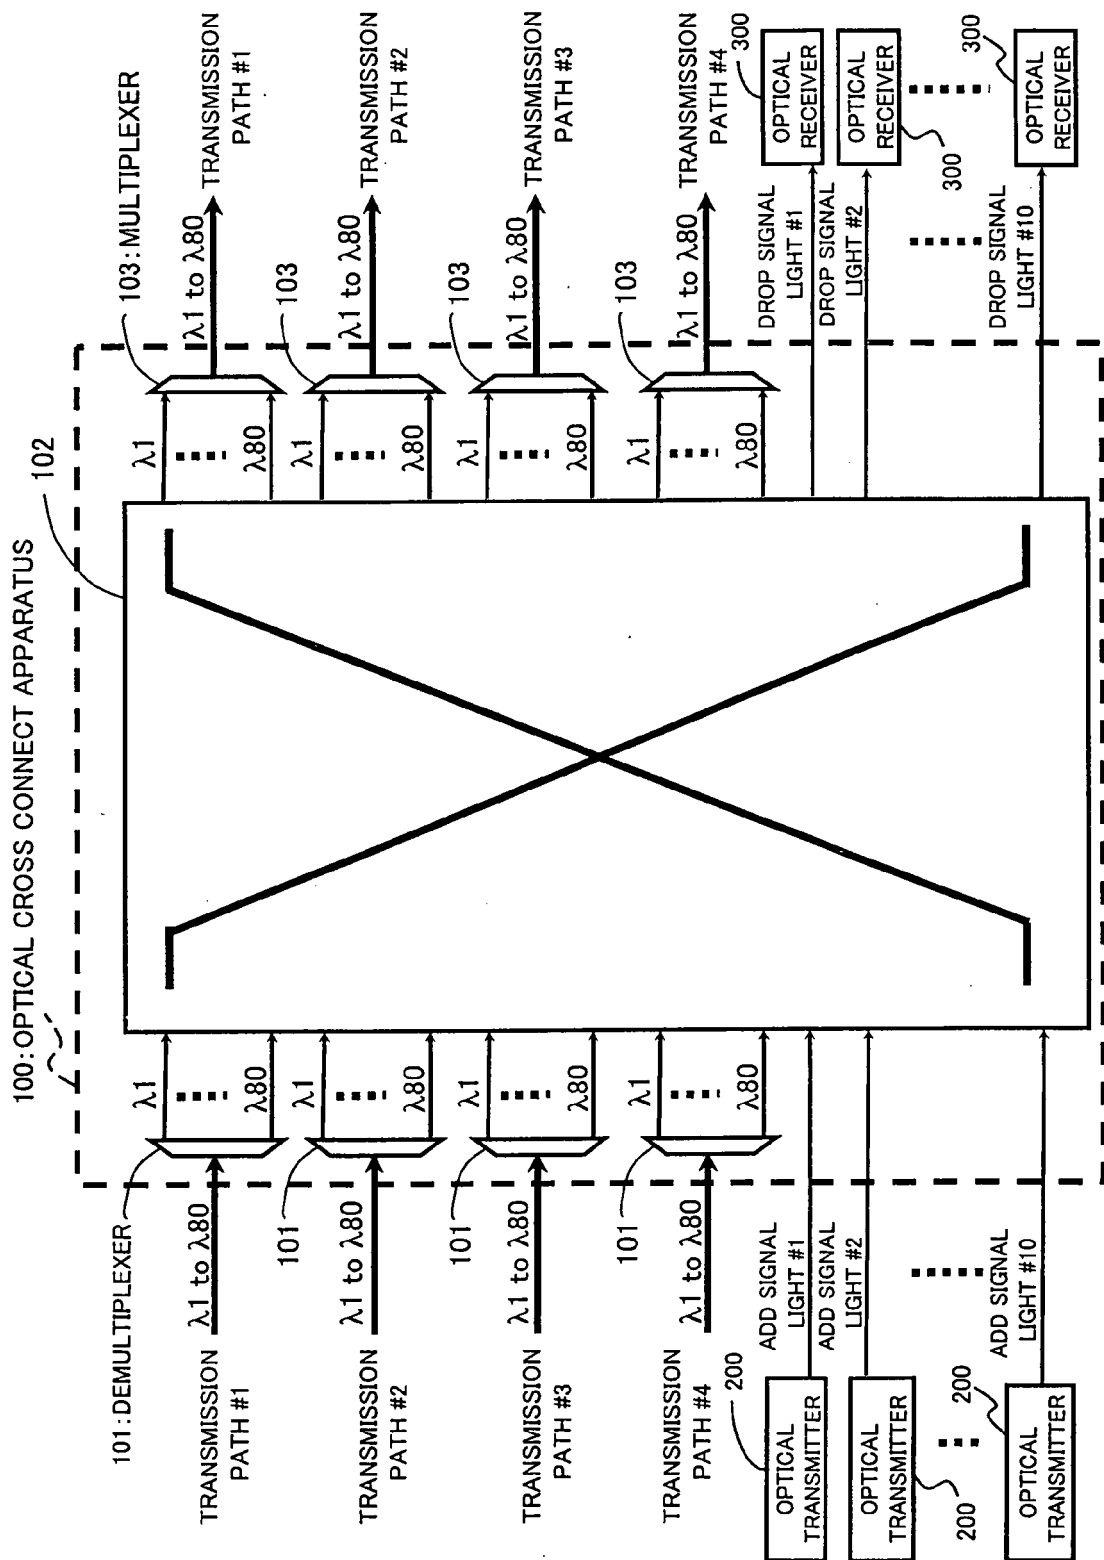 100:OPTICAL CROSS CONNECT APPARATUS
102
101:DEMULTIPLEXER
103:MULTIPLEXER
TRANSMISSION
PATH #1
λ1 to λ80
λ1
λ80
λ1
λ80
λ1 to λ80
TRANSMISSION
PATH #1
TRANSMISSION
PATH #2
λ1 to λ80
101
λ1
λ80
λ1
λ80
103
λ1 to λ80
TRANSMISSION
PATH #2
TRANSMISSION
PATH #3
λ1 to λ80
101
λ1
λ80
λ1
λ80
103
λ1 to λ80
TRANSMISSION
PATH #3
TRANSMISSION
PATH #4
λ1 to λ80
101
λ1
λ80
λ1
λ80
103
λ1 to λ80
TRANSMISSION
PATH #4
200
OPTICAL
TRANSMITTER
ADD SIGNAL
LIGHT #1
DROP SIGNAL
LIGHT #1
300
OPTICAL
RECEIVER
OPTICAL
TRANSMITTER
200
ADD SIGNAL
LIGHT #2
DROP SIGNAL
LIGHT #2
OPTICAL
RECEIVER
300
200
OPTICAL
TRANSMITTER
ADD SIGNAL
LIGHT #10
DROP SIGNAL
LIGHT #10
300
OPTICAL
RECEIVER